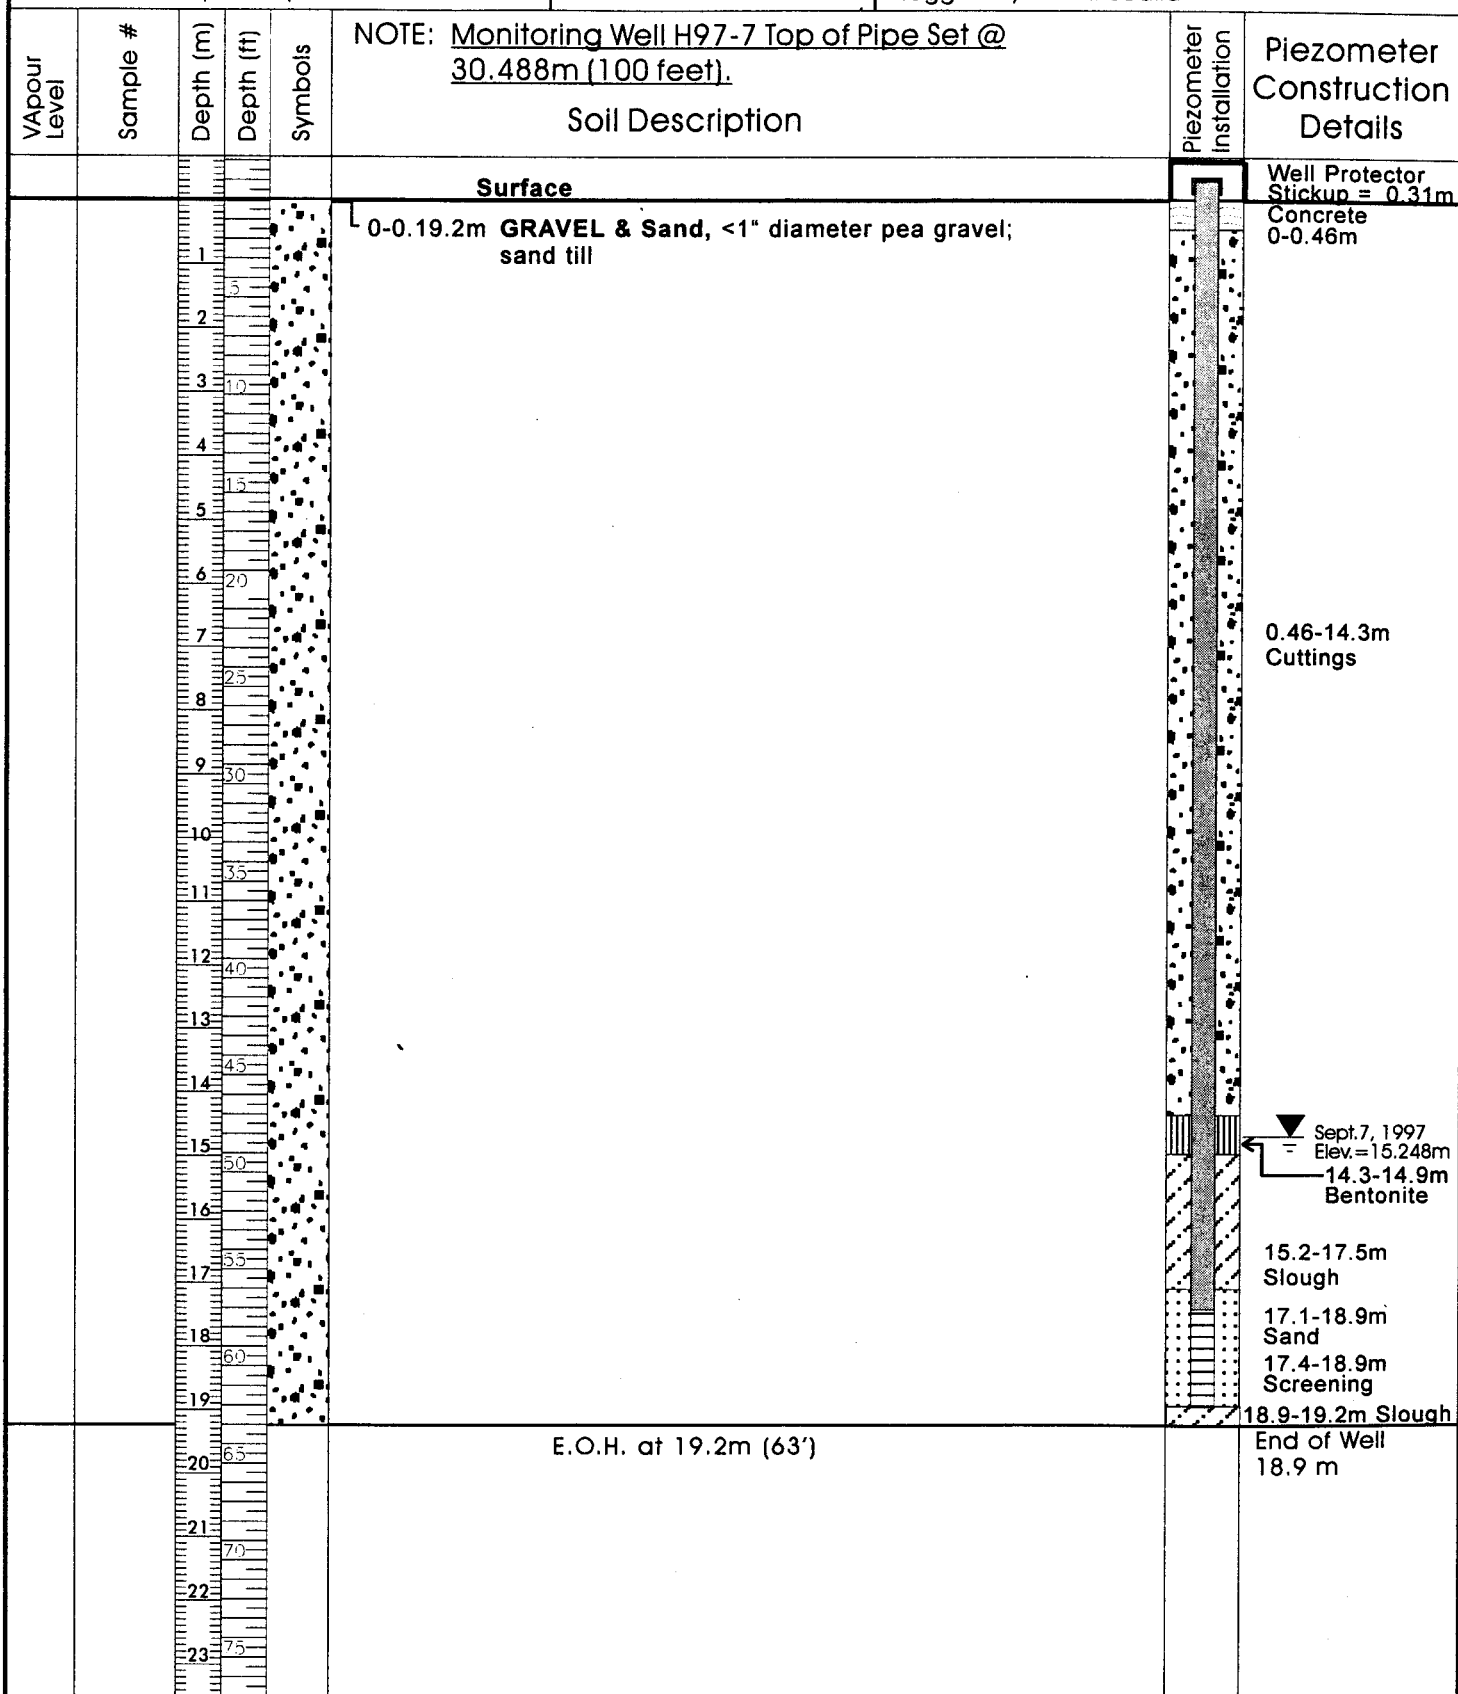 VApour Level
Sample #
Depth (m)
Depth (ft)
Symbols
NOTE: Monitoring Well H97-7 Top of Pipe Set @
30.488m (100 feet).
Soil Description
Piezometer Installation
Piezometer
Construction
Details
Surface
Well Protector
Stickup = 0.31m
0-0.19.2m GRAVEL & Sand, <1" diameter pea gravel;
sand till
Concrete
0-0.46m
1
5
2
3
10
4
15
5
6
20
7
25
8
9
30
10
35
11
12
40
13
45
14
15
50
16
55
17
18
60
19
65
20
21
70
22
75
23
0.46-14.3m
Cuttings
Sept.7, 1997
Elev.=15.248m
14.3-14.9m
Bentonite
15.2-17.5m
Slough
17.1-18.9m
Sand
17.4-18.9m
Screening
18.9-19.2m Slough
E.O.H. at 19.2m (63')
End of Well
18.9 m